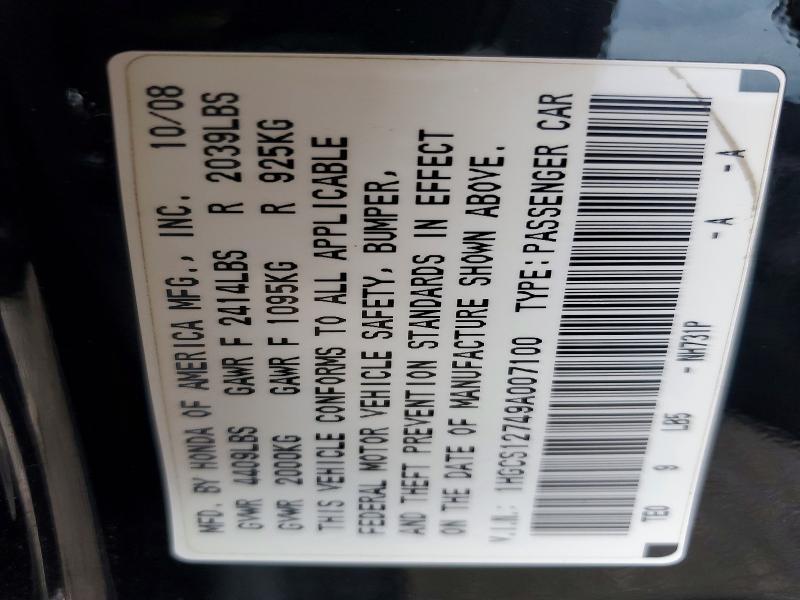 MFD. BY HONDA OF AMERICA MFG., INC. 10/08
GVWR 4409LBS GAWR F 2414LBS R 2039LBS
GVWR 2000KG GAWR F 1095KG R 925KG
THIS VEHICLE CONFORMS TO ALL APPLICABLE
FEDERAL MOTOR VEHICLE SAFETY, BUMPER,
AND THEFT PREVENTION STANDARDS IN EFFECT
ON THE DATE OF MANUFACTURE SHOWN ABOVE.
V.I.N.: 1HGCS12749A007100 TYPE:PASSENGER CAR
TE0 9 LB5 - NH731P - A - A